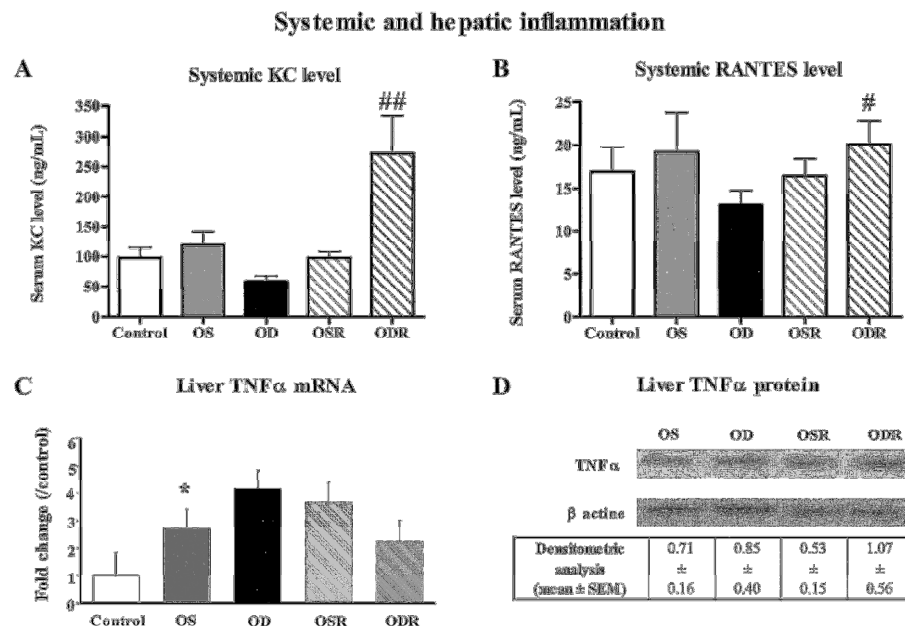 Systemic and hepatic inflammation
A
Systemic KC level
Serum KC level (ng/mL)
350
300
250
200
150
100
50
0
##
Control OS OD OSR ODR
B
Systemic RANTES level
Serum RANTES level (ng/mL)
25
20
15
10
5
0
#
Control OS OD OSR ODR
C
Liver TNFα mRNA
Fold change (/control)
6
5
4
3
2
1
0
*
Control OS OD OSR ODR
D
Liver TNFα protein
OS OD OSR ODR
TNFα
β actine
Densitometric 0.71 0.85 0.53 1.07
analysis ± ± ± ±
(mean ± SEM) 0.16 0.40 0.15 0.56